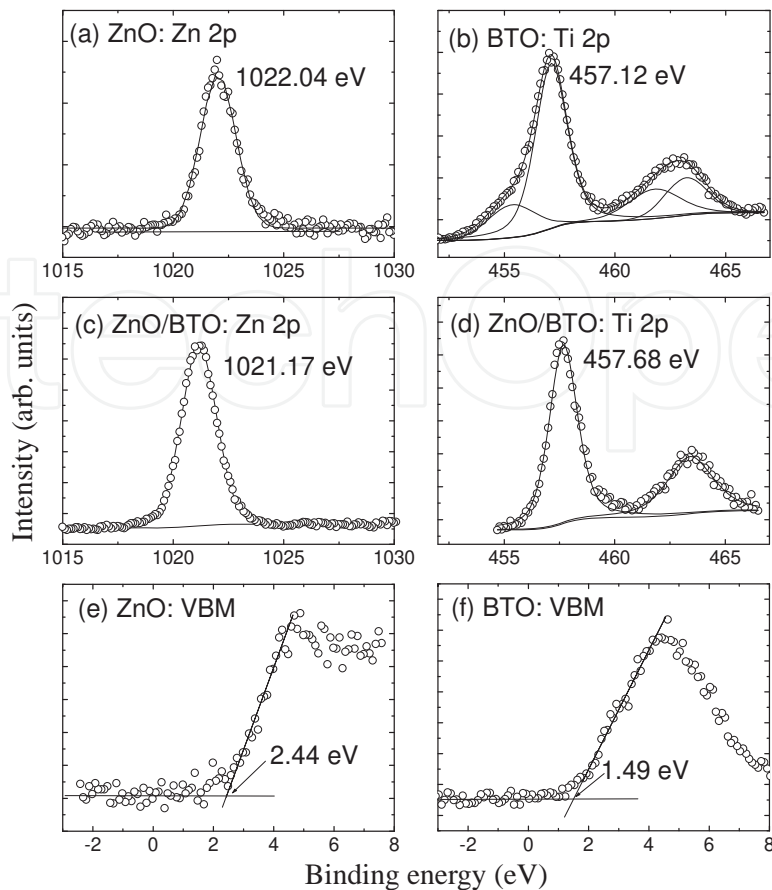 (a) ZnO: Zn 2p
1022.04 eV
1015 1020 1025 1030
(b) BTO: Ti 2p
457.12 eV
455 460 465
(c) ZnO/BTO: Zn 2p
1021.17 eV
1015 1020 1025 1030
(d) ZnO/BTO: Ti 2p
457.68 eV
455 460 465
Intensity (arb. units)
(e) ZnO: VBM
2.44 eV
-2 0 2 4 6 8
(f) BTO: VBM
1.49 eV
-2 0 2 4 6 8
Binding energy (eV)
techOpe